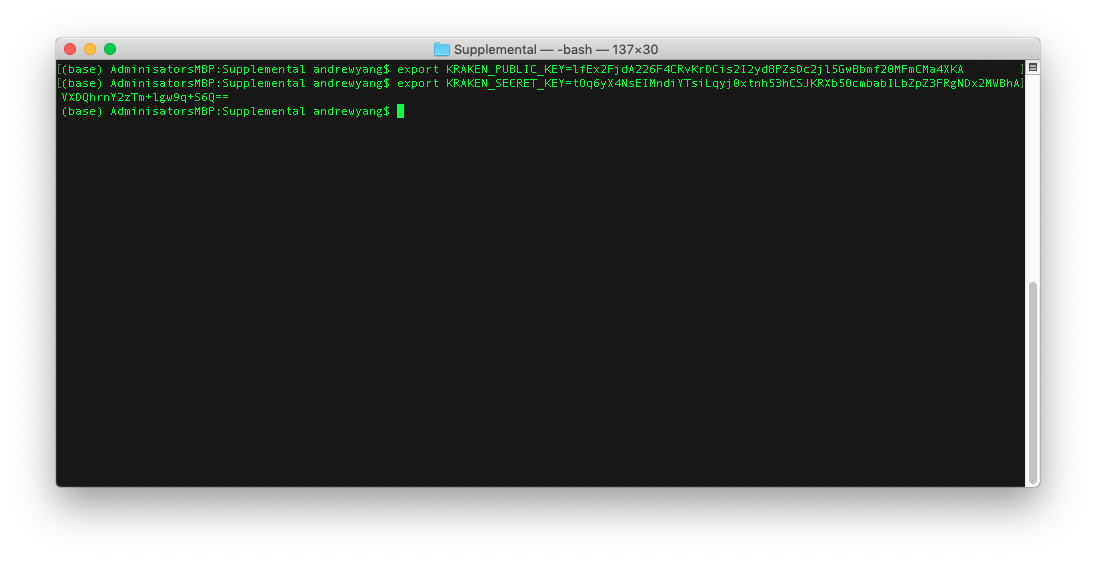 Supplemental — -bash — 137×30
[(base) AdminisatorsMBP:Supplemental andrewyang$ export KRAKEN_PUBLIC_KEY=lfEx2FjdA226F4CRvKrDCis2I2yd8PZsDc2jl5GwBbmf20MFmCMa4XKA ]
[(base) AdminisatorsMBP:Supplemental andrewyang$ export KRAKEN_SECRET_KEY=tOq6yX4NsEIMndiYTsiLqyj0xtnh53hCSJKRXb5OcmbabILbZpZ3FRgNDx2MWBhA]
VXDQhrnY2zTm+lgw9q+S6Q==
(base) AdminisatorsMBP:Supplemental andrewyang$